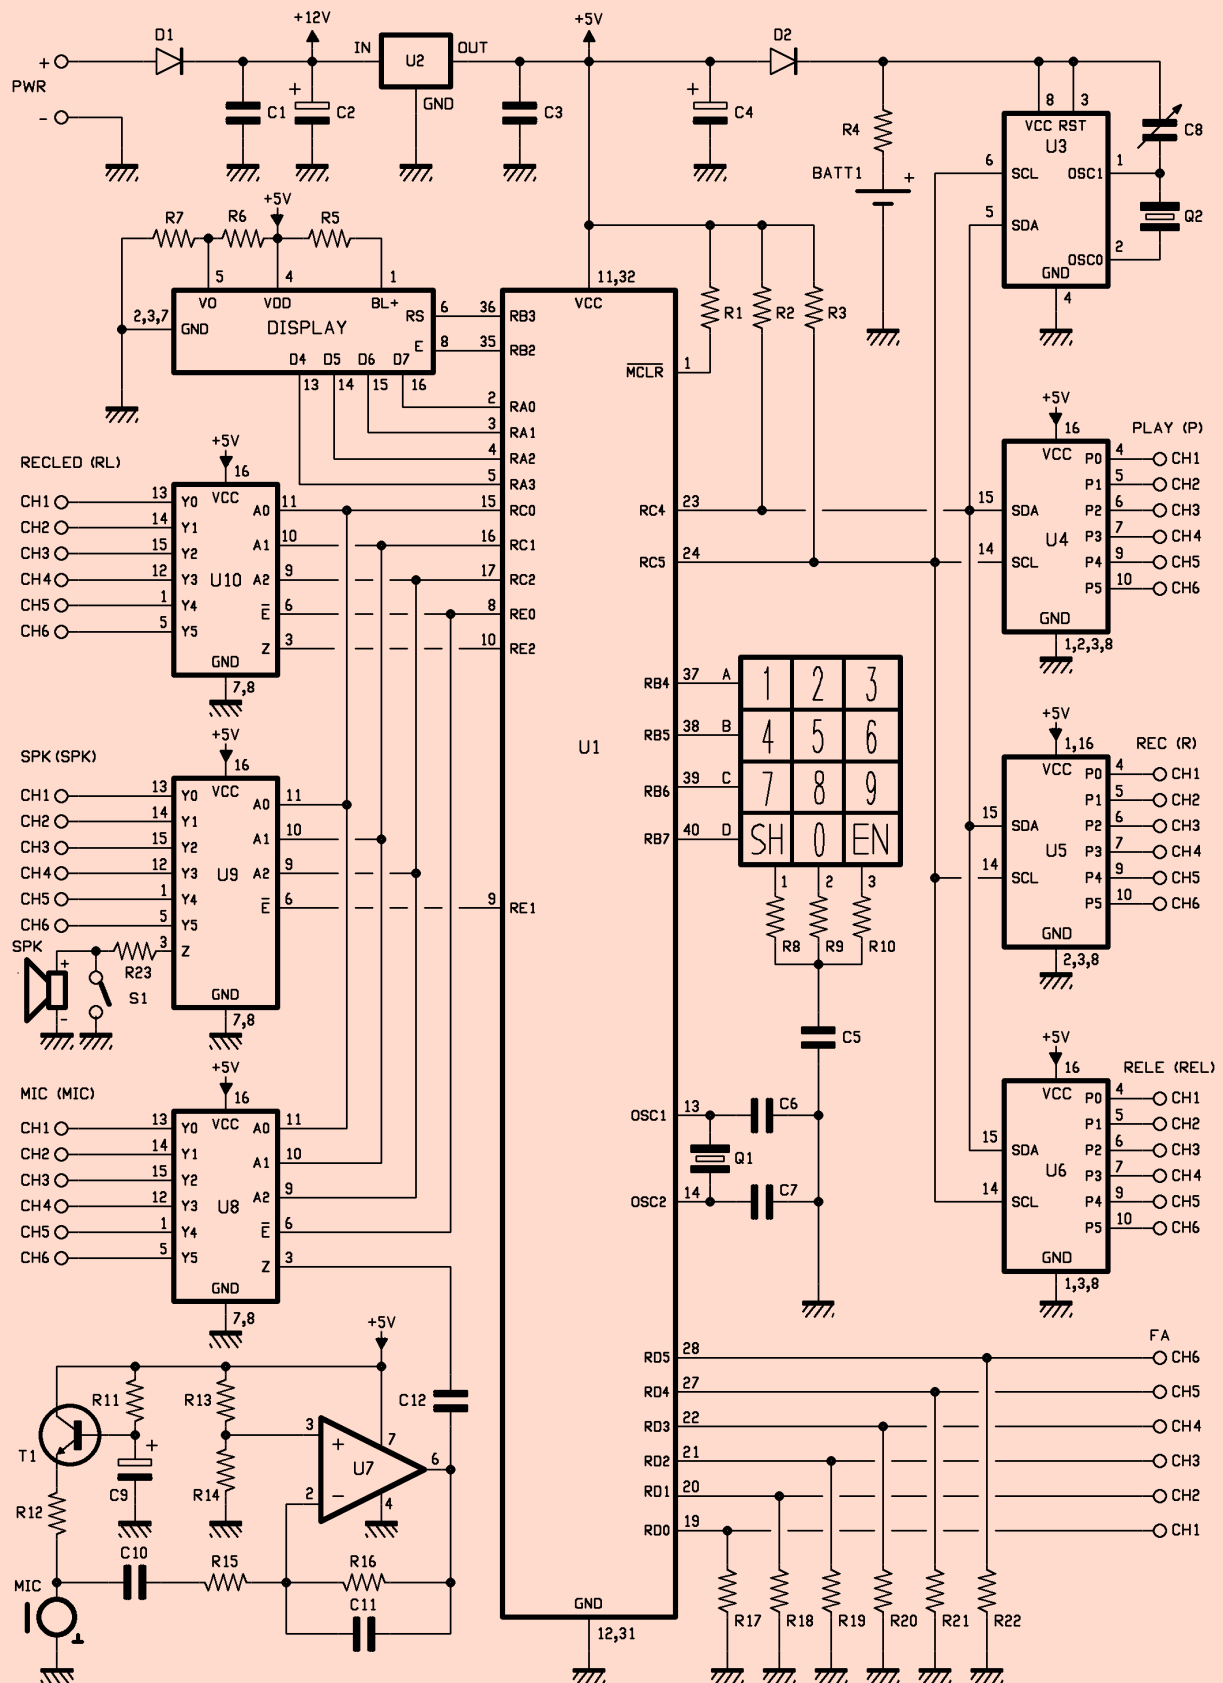 +12V
+5V
D1
IN
U2
OUT
D2
+
PWR
-
C1
+
C2
GND
C3
+
C4
R4
8
3
VCC RST
U3
C8
BATT1
+
6
SCL
OSC1
1
5
SDA
Q2
OSC0
2
GND
4
+5V
R7
R6
R5
5
4
1
VO
VDD
BL+
2,3,7
GND
DISPLAY
RS
6
E
8
D4
D5
D6
D7
13
14
15
16
11,32
VCC
36
RB3
35
RB2
2
RA0
3
RA1
4
RA2
5
RA3
15
RC0
16
RC1
17
RC2
8
RE0
10
RE2
9
RE1
U1
R1
R2
R3
MCLR
1
RC4
23
RC5
24
RB4
37
A
RB5
38
B
RB6
39
C
RB7
40
D
1
2
3
4
5
6
7
8
9
SH
0
EN
1
2
3
R8
R9
R10
C5
OSC1
13
C6
Q1
OSC2
14
C7
RD5
28
RD4
27
RD3
22
RD2
21
RD1
20
RD0
19
GND
12,31
R17
R18
R19
R20
R21
R22
FA
CH6
CH5
CH4
CH3
CH2
CH1
+5V
16
PLAY (P)
VCC
P0
4
CH1
P1
5
CH2
15
SDA
P2
6
CH3
U4
P3
7
CH4
14
SCL
P4
9
CH5
P5
10
CH6
GND
1,2,3,8
+5V
1,16
REC (R)
VCC
P0
4
CH1
P1
5
CH2
15
SDA
P2
6
CH3
U5
P3
7
CH4
14
SCL
P4
9
CH5
P5
10
CH6
GND
2,3,8
+5V
16
RELE (REL)
VCC
P0
4
CH1
P1
5
CH2
15
SDA
P2
6
CH3
U6
P3
7
CH4
14
SCL
P4
9
CH5
P5
10
CH6
GND
1,3,8
+5V
RECLED (RL)
16
VCC
CH1
13
Y0
A0
11
CH2
14
Y1
A1
10
CH3
15
Y2
CH4
12
Y3
U10
A2
9
CH5
1
Y4
E
6
CH6
5
Y5
Z
3
GND
7,8
+5V
SPK (SPK)
16
VCC
CH1
13
Y0
A0
11
CH2
14
Y1
A1
10
CH3
15
Y2
CH4
12
Y3
U9
A2
9
CH5
1
Y4
E
6
CH6
5
Y5
SPK
3
Z
+
R23
S1
-
GND
7,8
+5V
MIC (MIC)
16
VCC
CH1
13
Y0
A0
11
CH2
14
Y1
A1
10
CH3
15
Y2
CH4
12
Y3
U8
A2
9
CH5
1
Y4
E
6
CH6
5
Y5
Z
3
GND
7,8
+5V
R11
R13
C12
3
+
7
T1
+
U7
6
C9
R14
2
-
4
R12
C10
R15
R16
MIC
C11